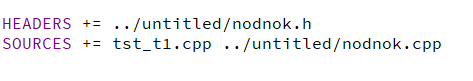 HEADERS += ../untitled/nodnok.h
SOURCES += tst_t1.cpp ../untitled/nodnok.cpp